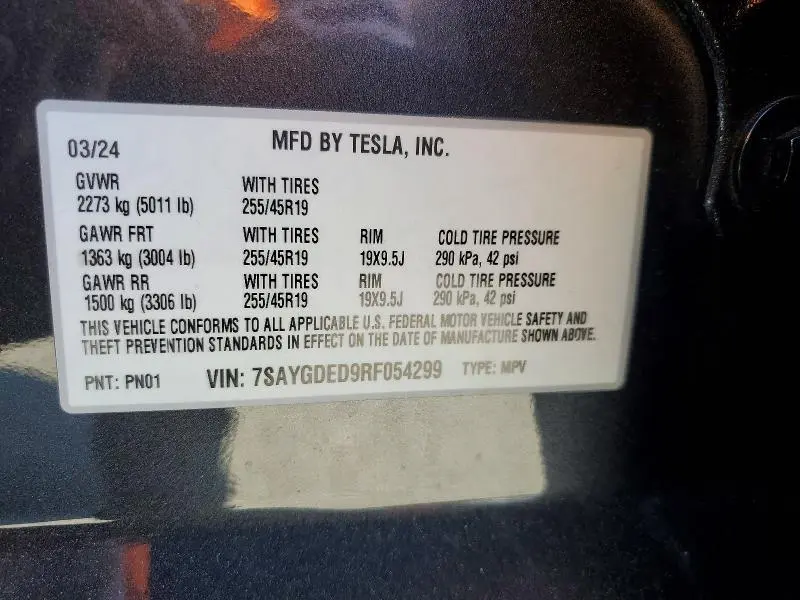 03/24 MFD BY TESLA, INC.
GVWR WITH TIRES
2273 kg (5011 lb) 255/45R19
GAWR FRT WITH TIRES RIM COLD TIRE PRESSURE
1363 kg (3004 lb) 255/45R19 19X9.5J 290 kPa, 42 psi
GAWR RR WITH TIRES RIM COLD TIRE PRESSURE
1500 kg (3306 lb) 255/45R19 19X9.5J 290 kPa, 42 psi
THIS VEHICLE CONFORMS TO ALL APPLICABLE U.S. FEDERAL MOTOR VEHICLE SAFETY AND
THEFT PREVENTION STANDARDS IN EFFECT ON THE DATE OF MANUFACTURE SHOWN ABOVE.
PNT: PN01 VIN: 7SAYGDED9RF054299 TYPE: MPV